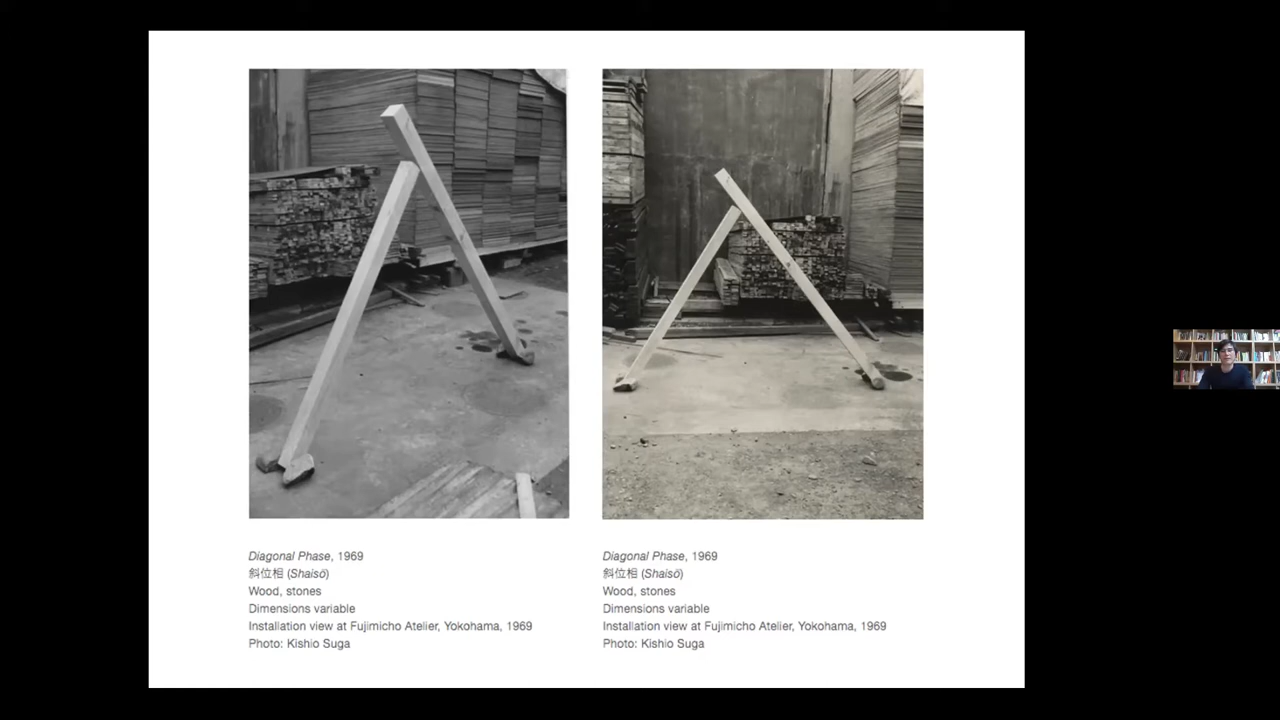 Diagonal Phase, 1969
斜位相 (Shaisō)
Wood, stones
Dimensions variable
Installation view at Fujimicho Atelier, Yokohama, 1969
Photo: Kishio Suga
Diagonal Phase, 1969
斜位相 (Shaisō)
Wood, stones
Dimensions variable
Installation view at Fujimicho Atelier, Yokohama, 1969
Photo: Kishio Suga